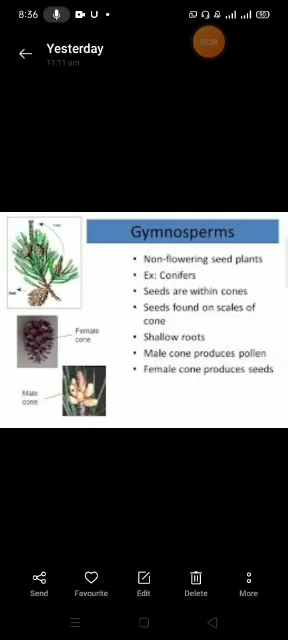 8:36
Yesterday
11:11 am
Gymnosperms
• Non-flowering seed plants
• Ex: Conifers
• Seeds are within cones
• Seeds found on scales of
cone
• Shallow roots
• Male cone produces pollen
• Female cone produces seeds
Female
cone
Male
cone
Send
Favourite
Edit
Delete
More